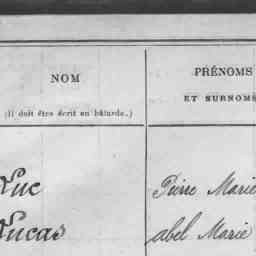 NOM
PRÉNOMS
ET SURNOMS
(Il doit être écrit en bâtarde.)
Luc
Pierre Marie
Lucas
abel Marie